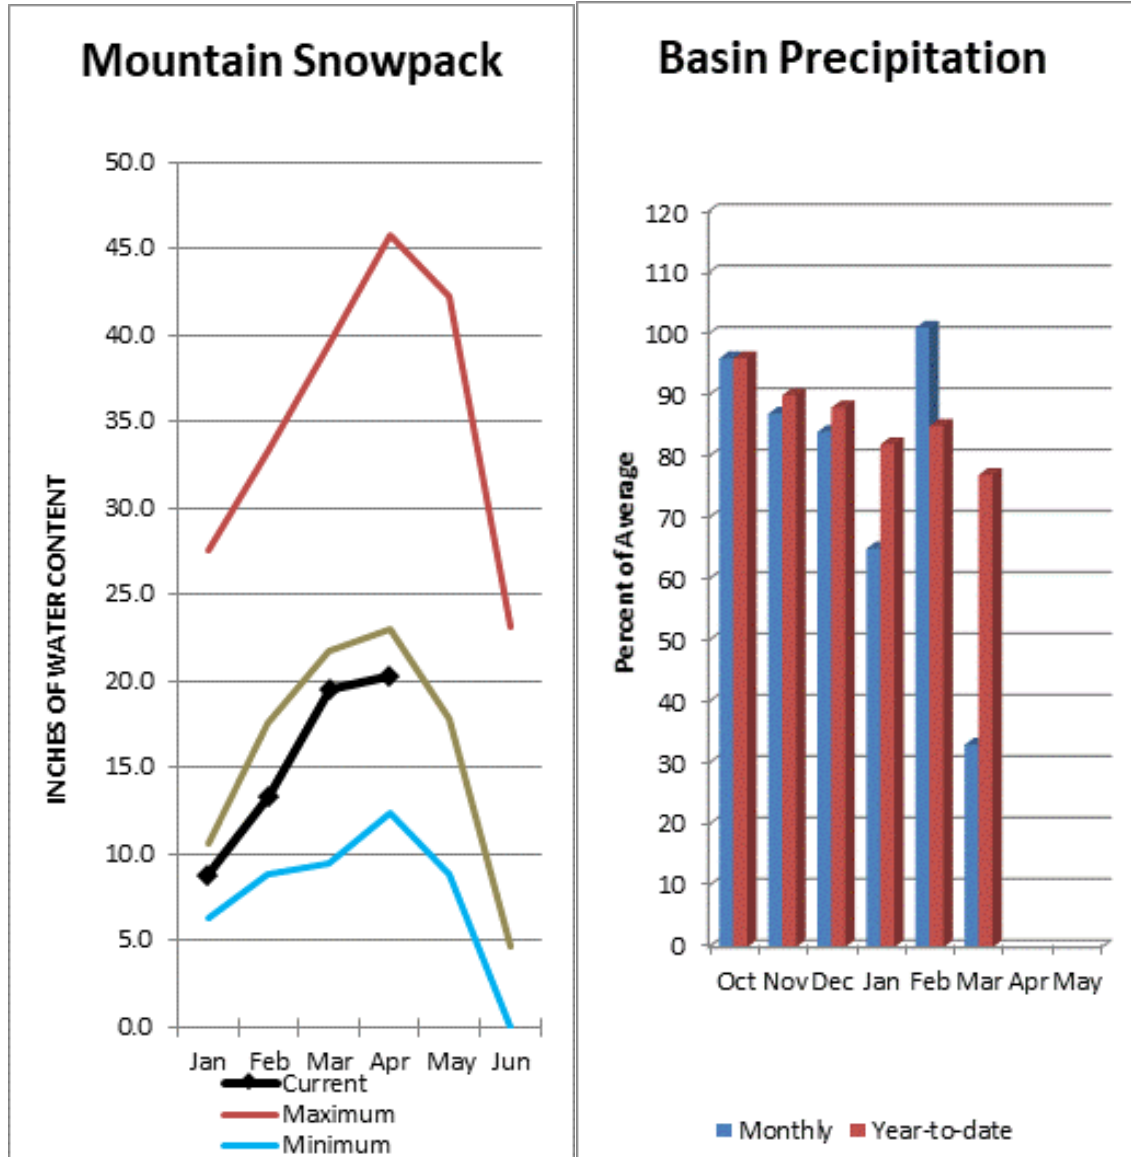 Mountain Snowpack
50.0
45.0
40.0
35.0
30.0
25.0
20.0
15.0
10.0
5.0
0.0
INCHES OF WATER CONTENT
Jan Feb Mar Apr May Jun
Current
Maximum
Minimum
Basin Precipitation
120
110
100
90
80
70
60
50
40
30
20
10
0
Percent of Average
Oct Nov Dec Jan Feb Mar Apr May
Monthly Year-to-date